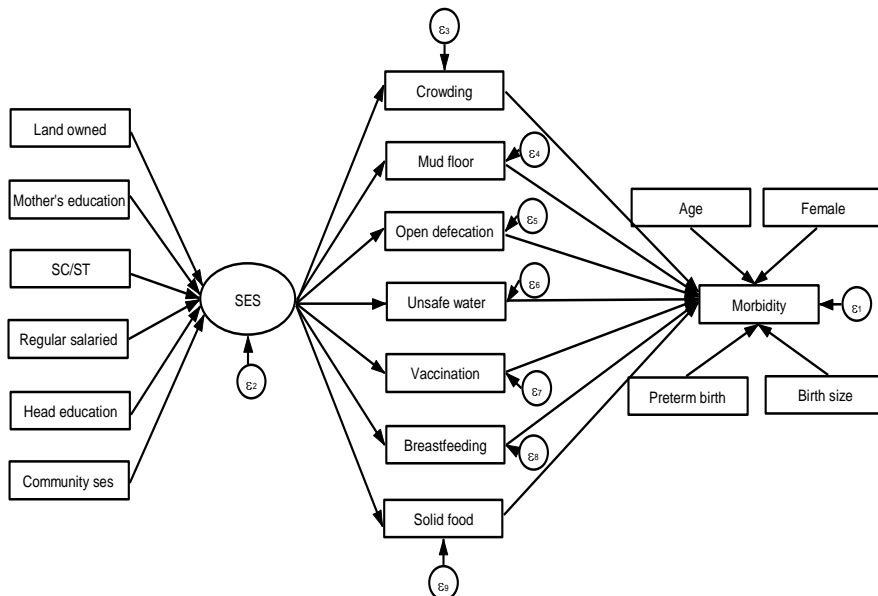 ε3
Crowding
Land owned
Mud floor
ε4
Mother's education
Age
Female
ε5
Open defecation
SC/ST
SES
Unsafe water
ε6
Morbidity
ε1
Regular salaried
Vaccination
ε2
ε7
Preterm birth
Birth size
Head education
Breastfeeding
ε8
Community ses
Solid food
ε9